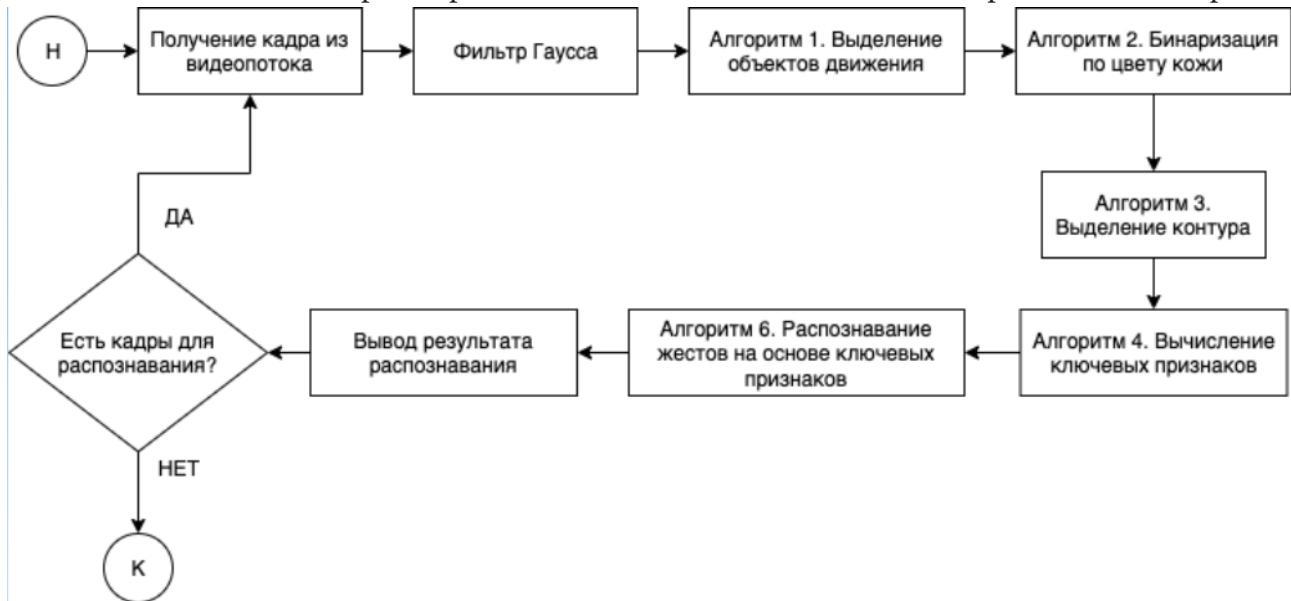 Н
Получение кадра из
видеопотока
Фильтр Гаусса
Алгоритм 1. Выделение
объектов движения
Алгоритм 2. Бинаризация
по цвету кожи
Алгоритм 3.
Выделение контура
Алгоритм 4. Вычисление
ключевых признаков
Алгоритм 6. Распознавание
жестов на основе ключевых
признаков
Вывод результата
распознавания
Есть кадры для
распознавания?
ДА
НЕТ
К